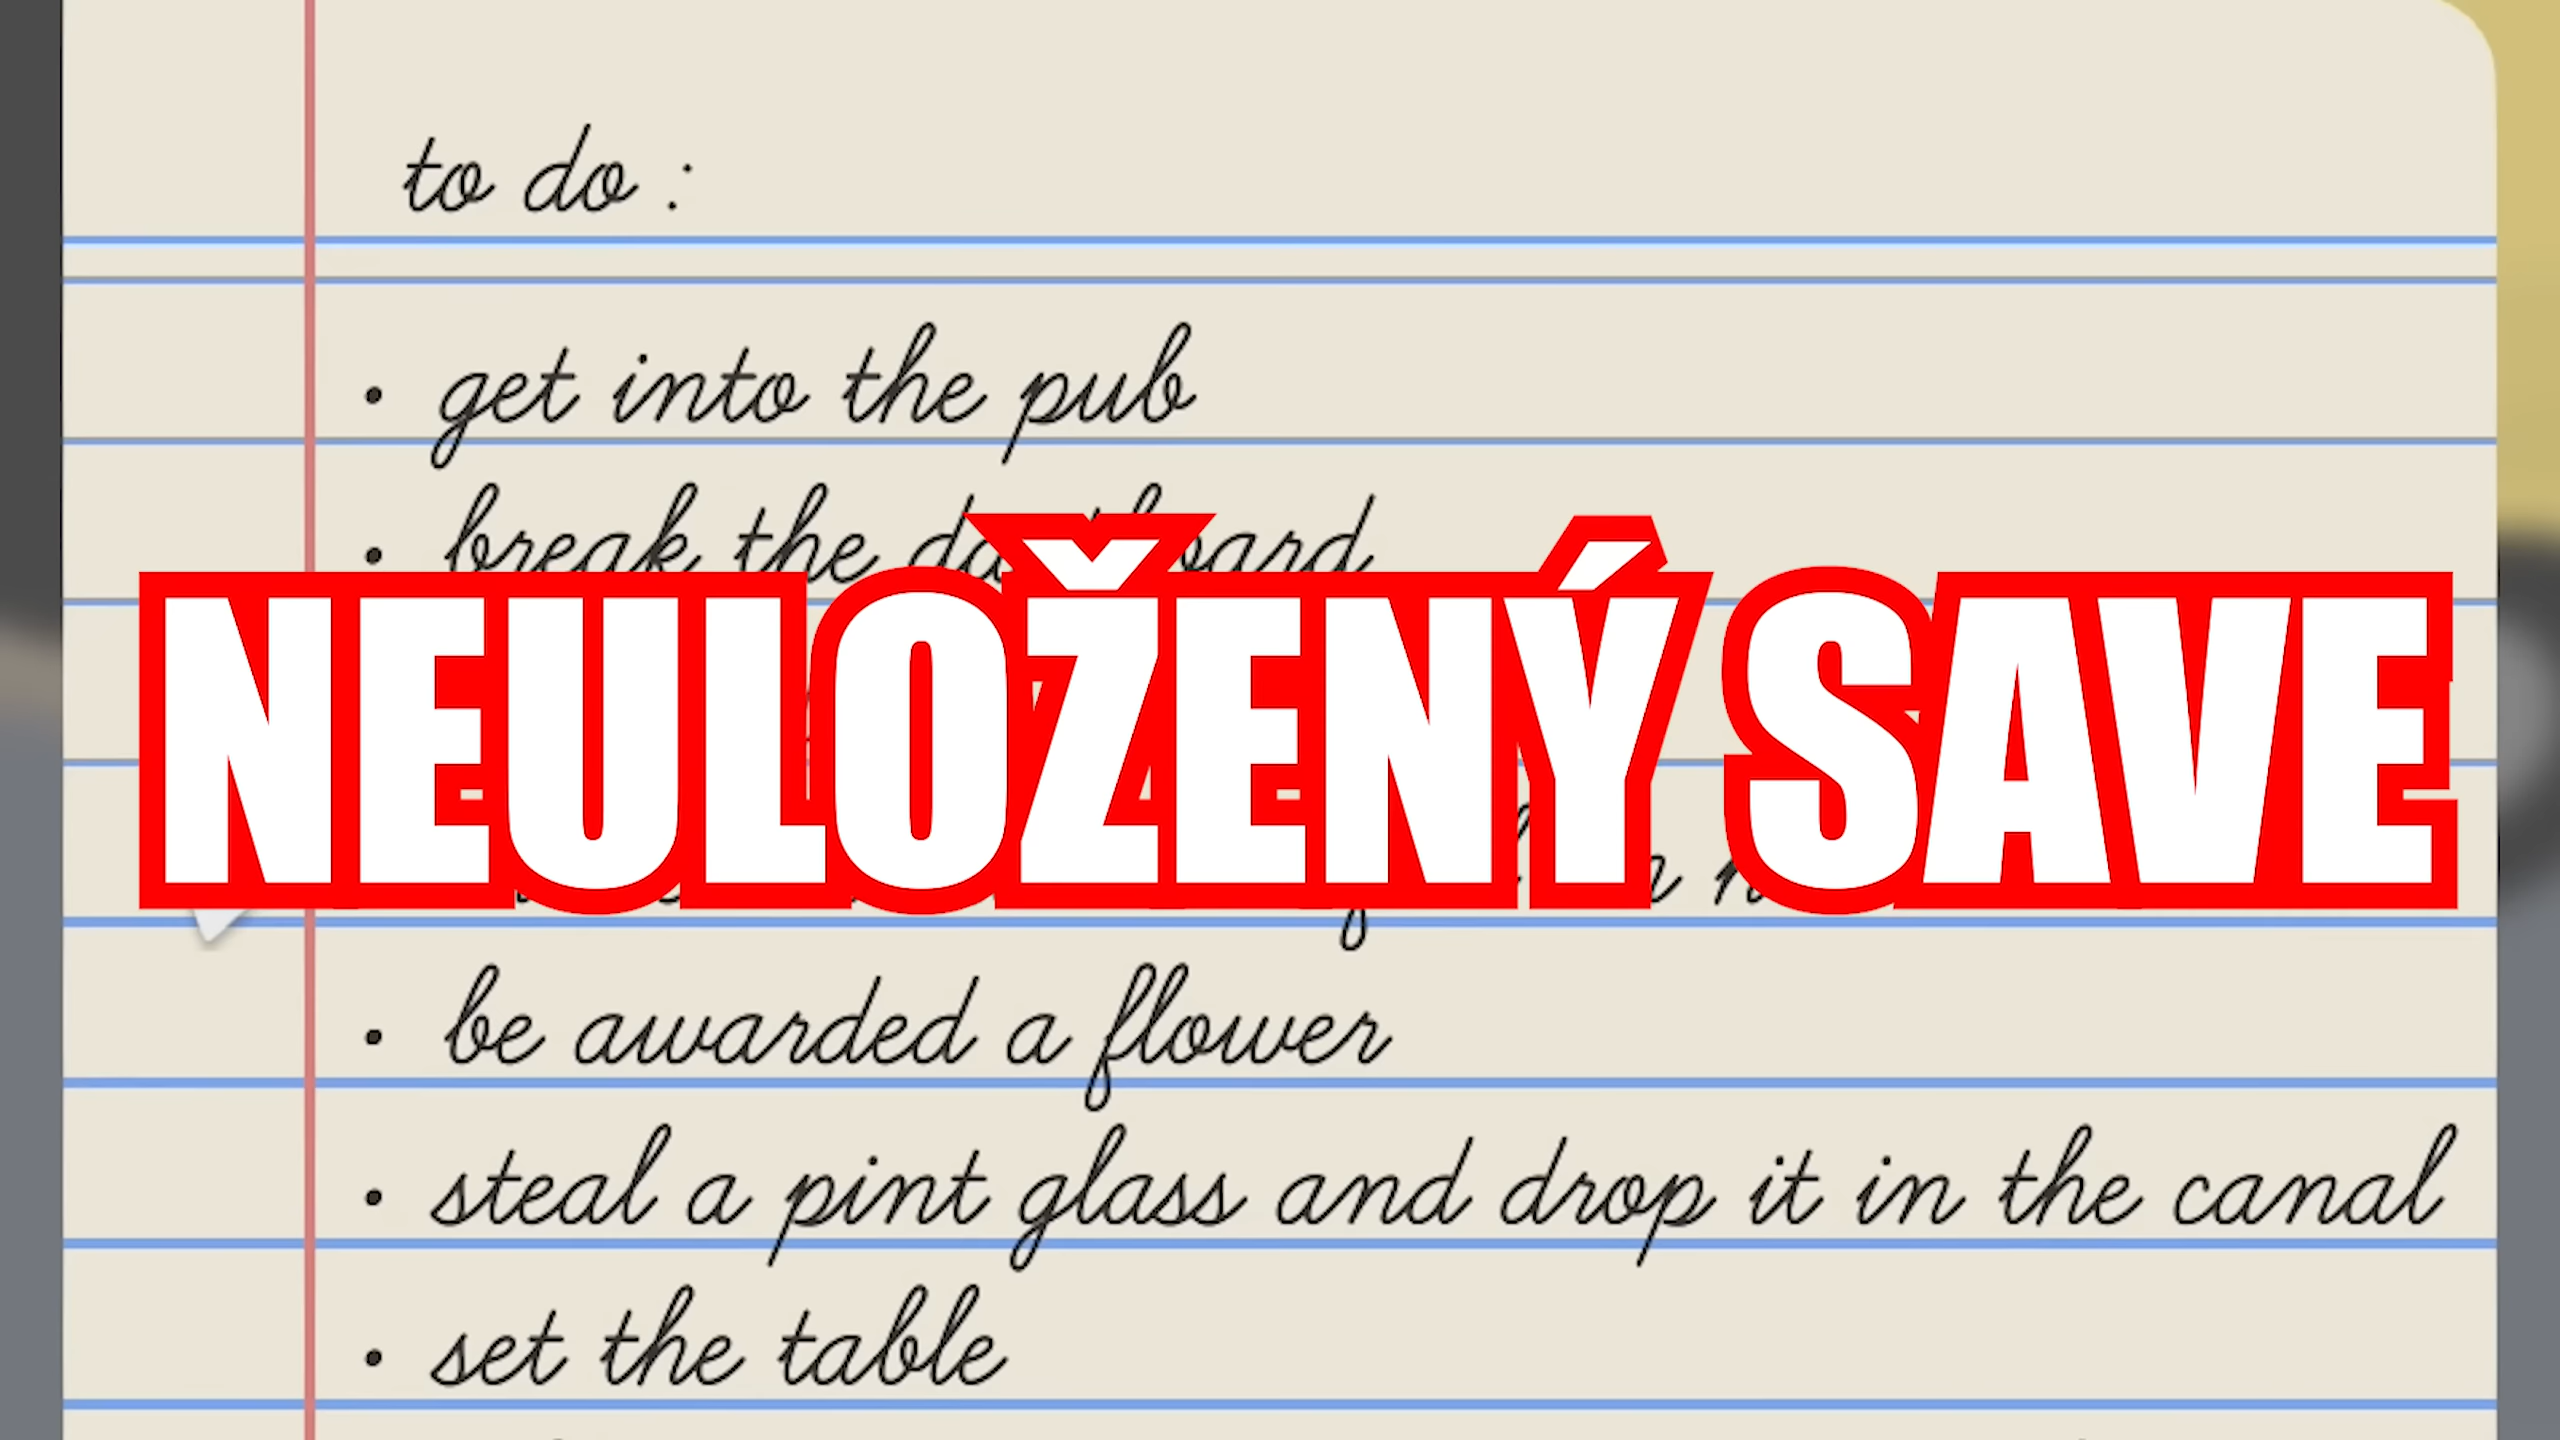 to do :
• get into the pub
• break the dartboard
NEULOŽENÝ SAVE
• be awarded a flower
• steal a pint glass and drop it in the canal
• set the table